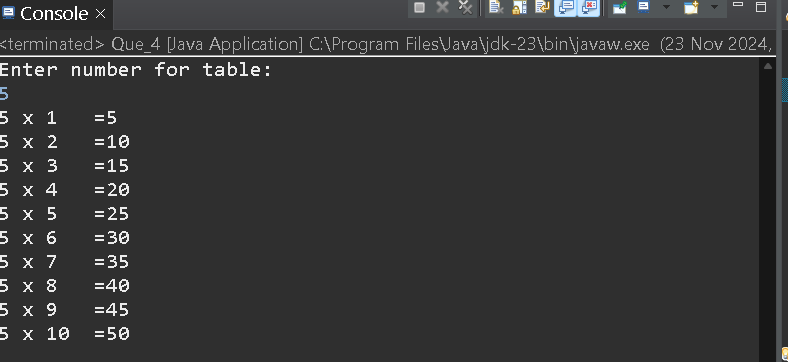 Console ×
<terminated> Que_4 [Java Application] C:\Program Files\Java\jdk-23\bin\javaw.exe (23 Nov 2024,
Enter number for table:
5
5 x 1   =5
5 x 2   =10
5 x 3   =15
5 x 4   =20
5 x 5   =25
5 x 6   =30
5 x 7   =35
5 x 8   =40
5 x 9   =45
5 x 10  =50